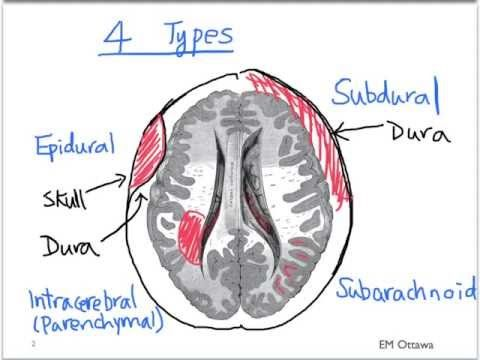 4 Types
Subdural
Dura
Epidural
Skull
Dura
Intracerebral
(Parenchymal)
Subarachnoid
2
EM Ottawa